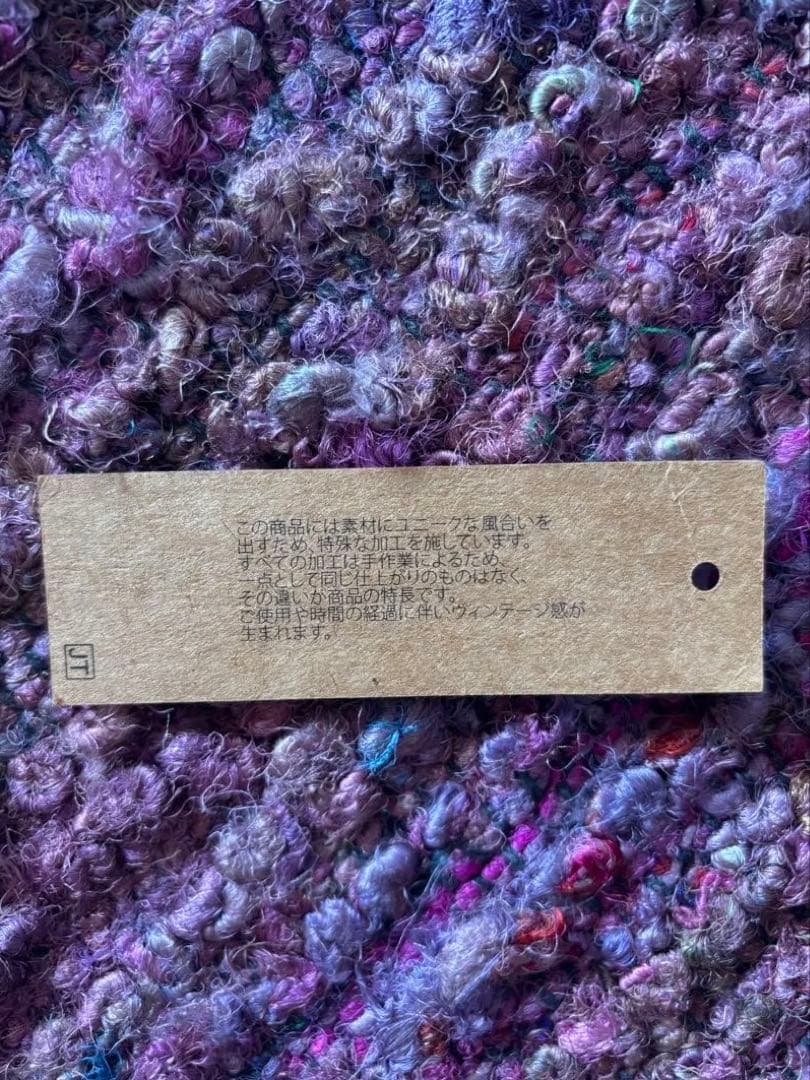 この商品には素材にユニークな風合いを
出すため、特殊な加工を施しています。
すべての加工は手作業によるため、
一点として同じ仕上がりのものはなく、
その違いが商品の特長です。
ご使用や時間の経過に伴いヴィンテージ感が
生まれます。
JT